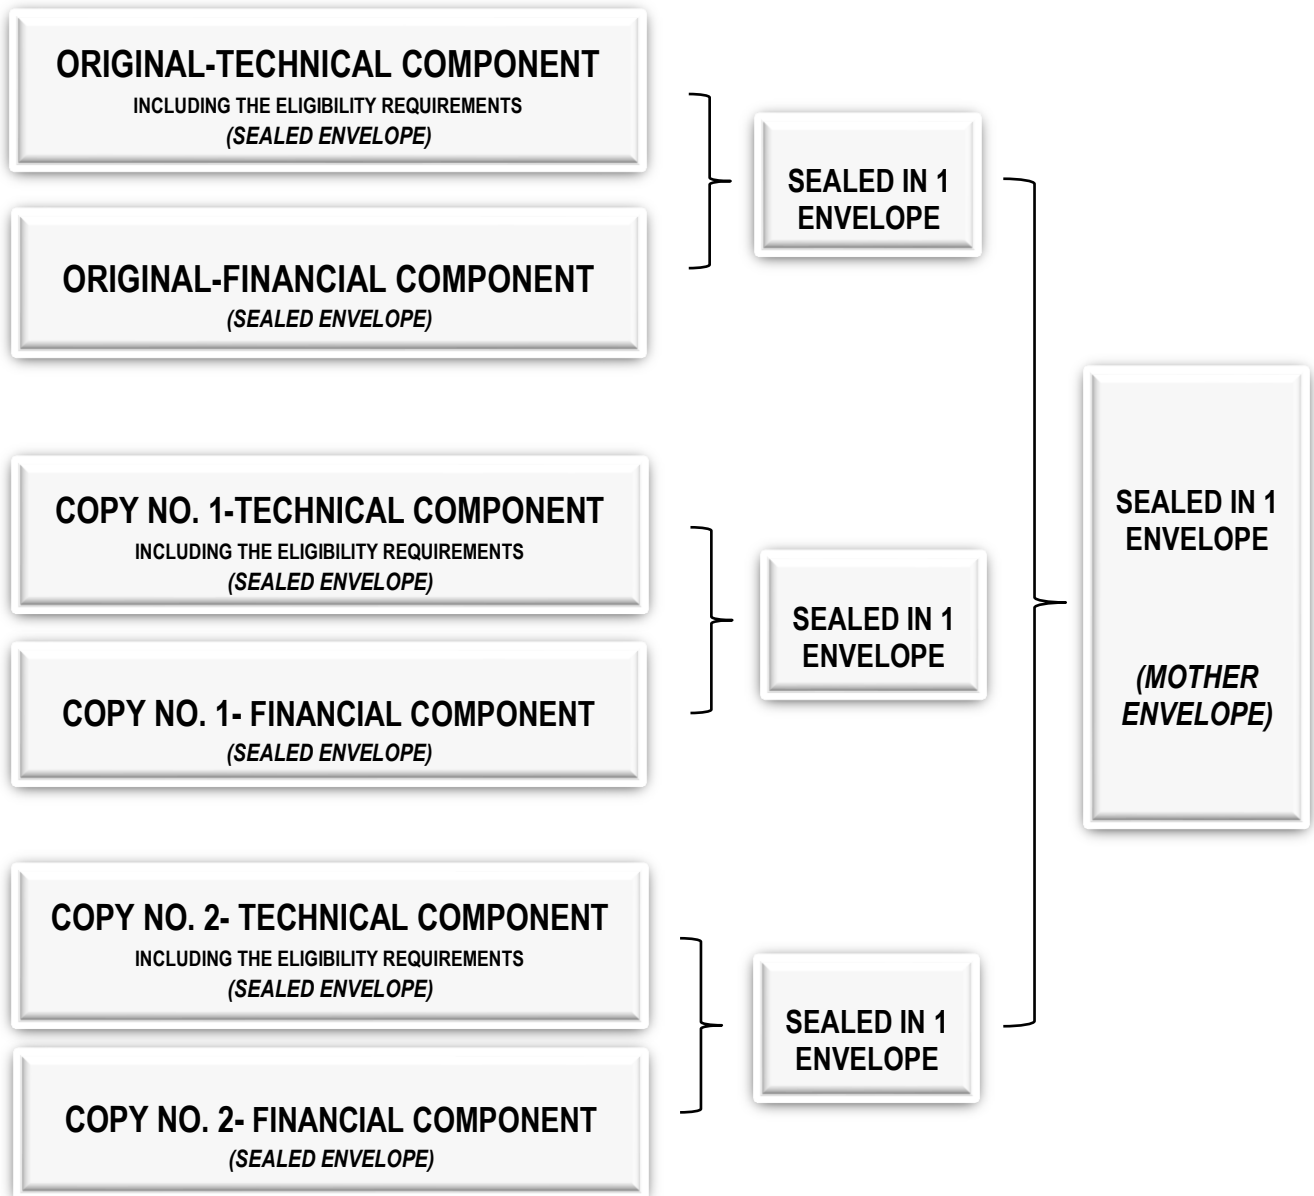 ORIGINAL-TECHNICAL COMPONENT
INCLUDING THE ELIGIBILITY REQUIREMENTS
(SEALED ENVELOPE)
ORIGINAL-FINANCIAL COMPONENT
(SEALED ENVELOPE)
SEALED IN 1
ENVELOPE
COPY NO. 1-TECHNICAL COMPONENT
INCLUDING THE ELIGIBILITY REQUIREMENTS
(SEALED ENVELOPE)
COPY NO. 1- FINANCIAL COMPONENT
(SEALED ENVELOPE)
SEALED IN 1
ENVELOPE
COPY NO. 2- TECHNICAL COMPONENT
INCLUDING THE ELIGIBILITY REQUIREMENTS
(SEALED ENVELOPE)
COPY NO. 2- FINANCIAL COMPONENT
(SEALED ENVELOPE)
SEALED IN 1
ENVELOPE
SEALED IN 1
ENVELOPE
(MOTHER
ENVELOPE)